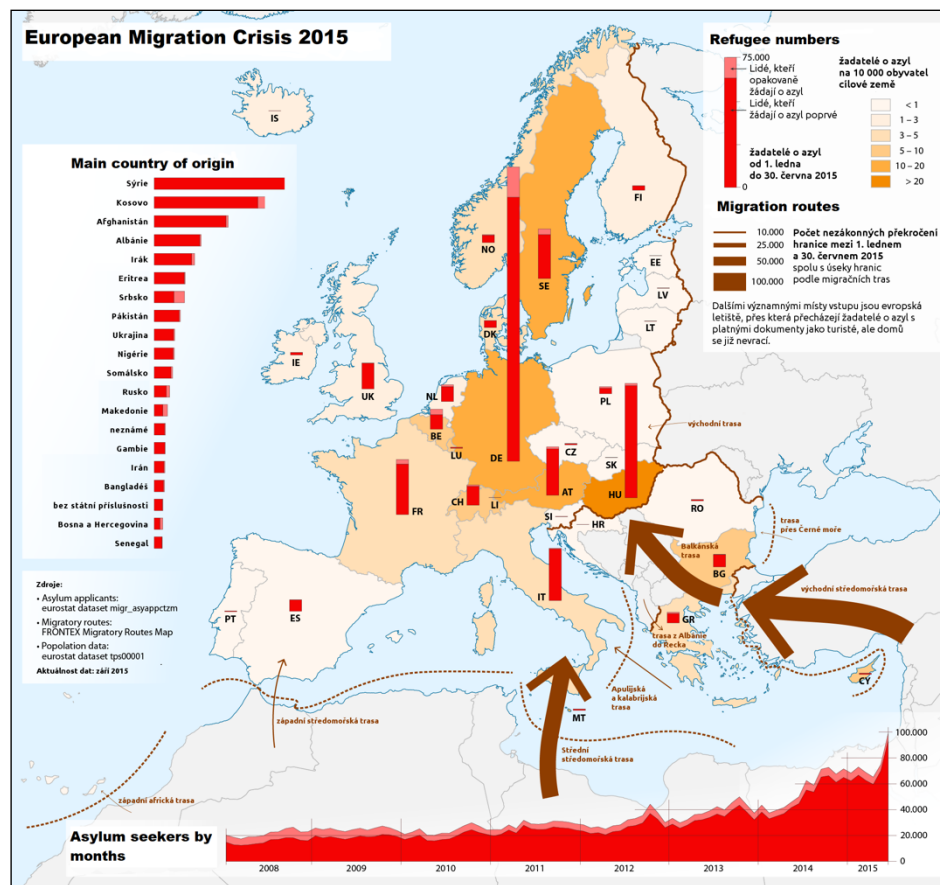 European Migration Crisis 2015
Refugee numbers
75.000
Lidé, kteří
opakovaně
žádají o azyl
Lidé, kteří
žádají o azyl poprvé
žadatelé o azyl
od 1. ledna
do 30. června 2015
0
žadatelé o azyl
na 10 000 obyvatel
cílové země
< 1
1 – 3
3 – 5
5 – 10
10 – 20
> 20
Migration routes
10.000
25.000
50.000
100.000
Počet nezákonných překročení
hranice mezi 1. lednem
a 30. červnem 2015
spolu s úseky hranic
podle migračních tras
Dalšími významnými místy vstupu jsou evropská
letiště, přes která přecházejí žadatelé o azyl s
platnými dokumenty jako turisté, ale domů
se již nevrací.
Main country of origin
Sýrie
Kosovo
Afghanistán
Albánie
Irák
Eritrea
Srbsko
Pákistán
Ukrajina
Nigérie
Somálsko
Rusko
Makedonie
neznámé
Gambie
Irán
Bangladéš
bez státní příslušnosti
Bosna a Hercegovina
Senegal
Zdroje:
• Asylum applicants:
eurostat dataset migr_asyappctzm
• Migratory routes:
FRONTEX Migratory Routes Map
• Popolation data:
eurostat dataset tps00001
Aktuálnost dat: září 2015
IS
NO
SE
FI
EE
LV
LT
DK
IE
UK
NL
BE
LU
DE
PL
CZ
SK
FR
CH
LI
AT
HU
SI
HR
RO
IT
BG
PT
ES
GR
MT
CY
východní trasa
trasa
přes Černé moře
Balkánská
trasa
východní středomořská trasa
trasa z Albánie
do Řecka
Apulijská
a kalabrijská
trasa
Střední
středomořská trasa
západní středomořská trasa
západní africká trasa
Asylum seekers by
months
100.000
80.000
60.000
40.000
20.000
0
2008
2009
2010
2011
2012
2013
2014
2015